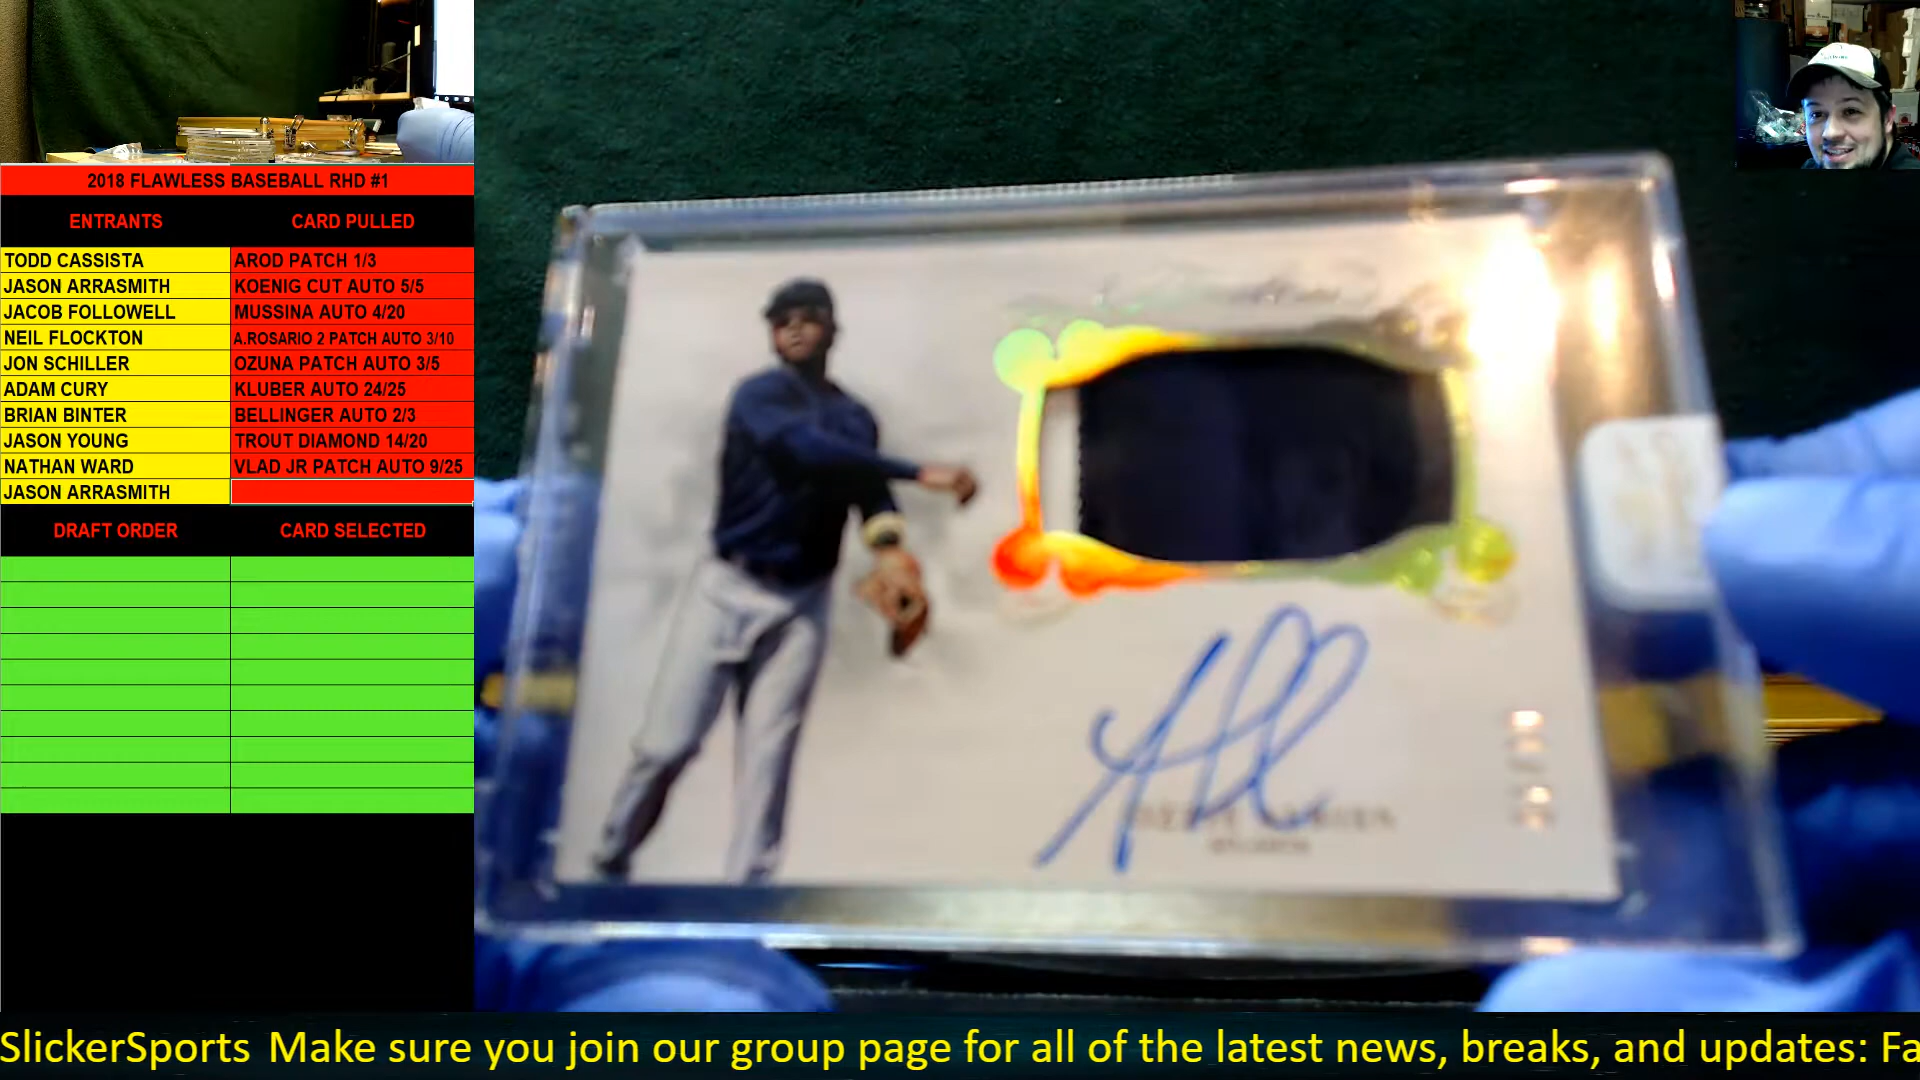 2018 FLAWLESS BASEBALL RHD #1
ENTRANTS CARD PULLED
TODD CASSISTA AROD PATCH 1/3
JASON ARRASMITH KOENIG CUT AUTO 5/5
JACOB FOLLOWELL MUSSINA AUTO 4/20
NEIL FLOCKTON A.ROSARIO 2 PATCH AUTO 3/10
JON SCHILLER OZUNA PATCH AUTO 3/5
ADAM CURY KLUBER AUTO 24/25
BRIAN BINTER BELLINGER AUTO 2/3
JASON YOUNG TROUT DIAMOND 14/20
NATHAN WARD VLAD JR PATCH AUTO 9/25
JASON ARRASMITH
DRAFT ORDER CARD SELECTED
ATLANTA
SlickerSports Make sure you join our group page for all of the latest news, breaks, and updates: Fa